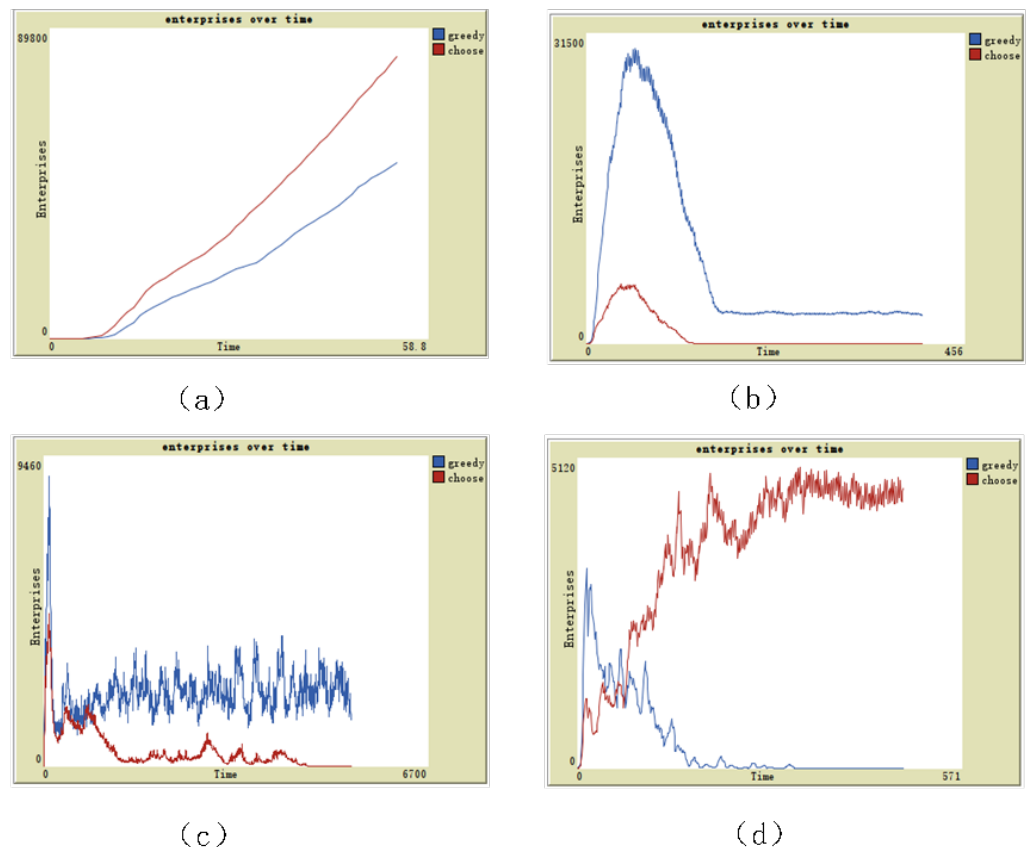 enterprises over time
89800
greedy
choose
Enterprises
0
0
Time
58.8
(a)
enterprises over time
31500
greedy
choose
Enterprises
0
0
Time
456
(b)
enterprises over time
9460
greedy
choose
Enterprises
0
0
Time
6700
(c)
enterprises over time
5120
greedy
choose
Enterprises
0
0
Time
571
(d)